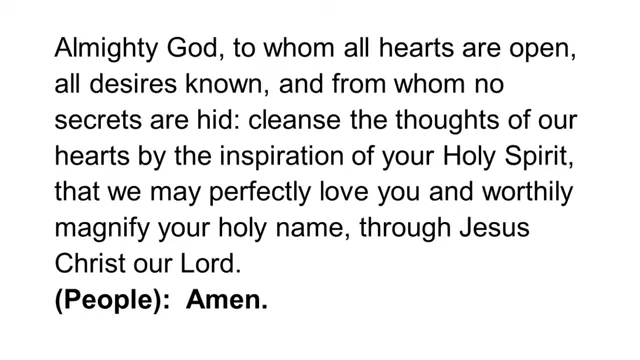 Almighty God, to whom all hearts are open,
all desires known, and from whom no
secrets are hid: cleanse the thoughts of our
hearts by the inspiration of your Holy Spirit,
that we may perfectly love you and worthily
magnify your holy name, through Jesus
Christ our Lord.
(People):  Amen.